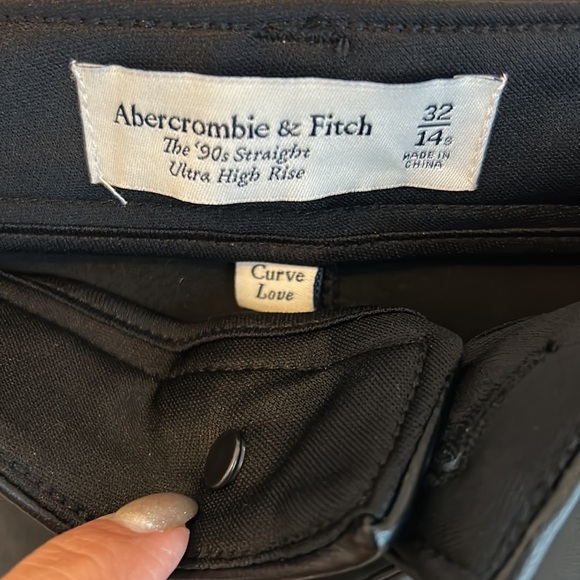 Abercrombie & Fitch
The '90s Straight
Ultra High Rise
32
14s
MADE IN
CHINA
Curve
Love